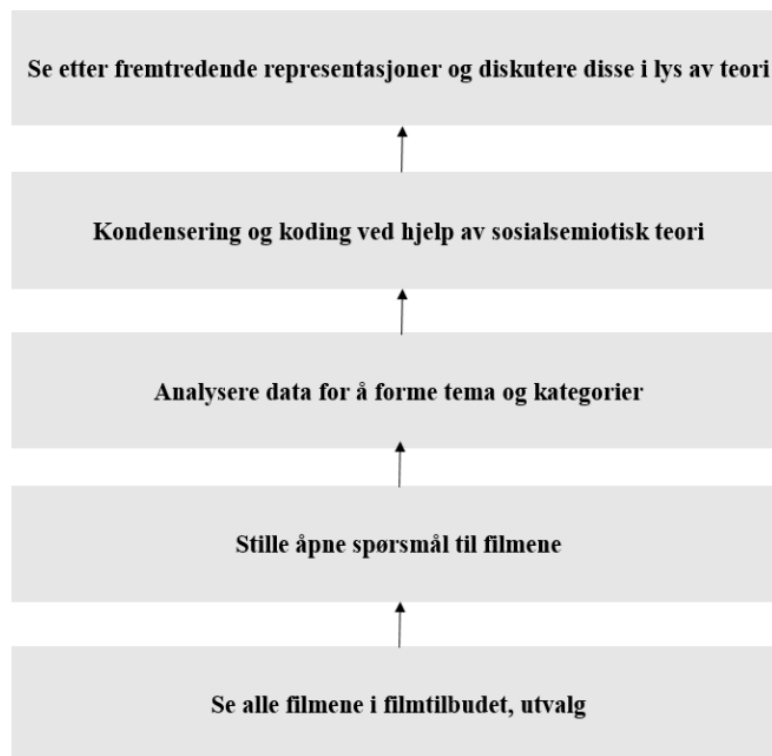 Se etter fremtredende representasjoner og diskutere disse i lys av teori
Kondensering og koding ved hjelp av sosialsemiotisk teori
Analysere data for å forme tema og kategorier
Stille åpne spørsmål til filmene
Se alle filmene i filmtilbudet, utvalg